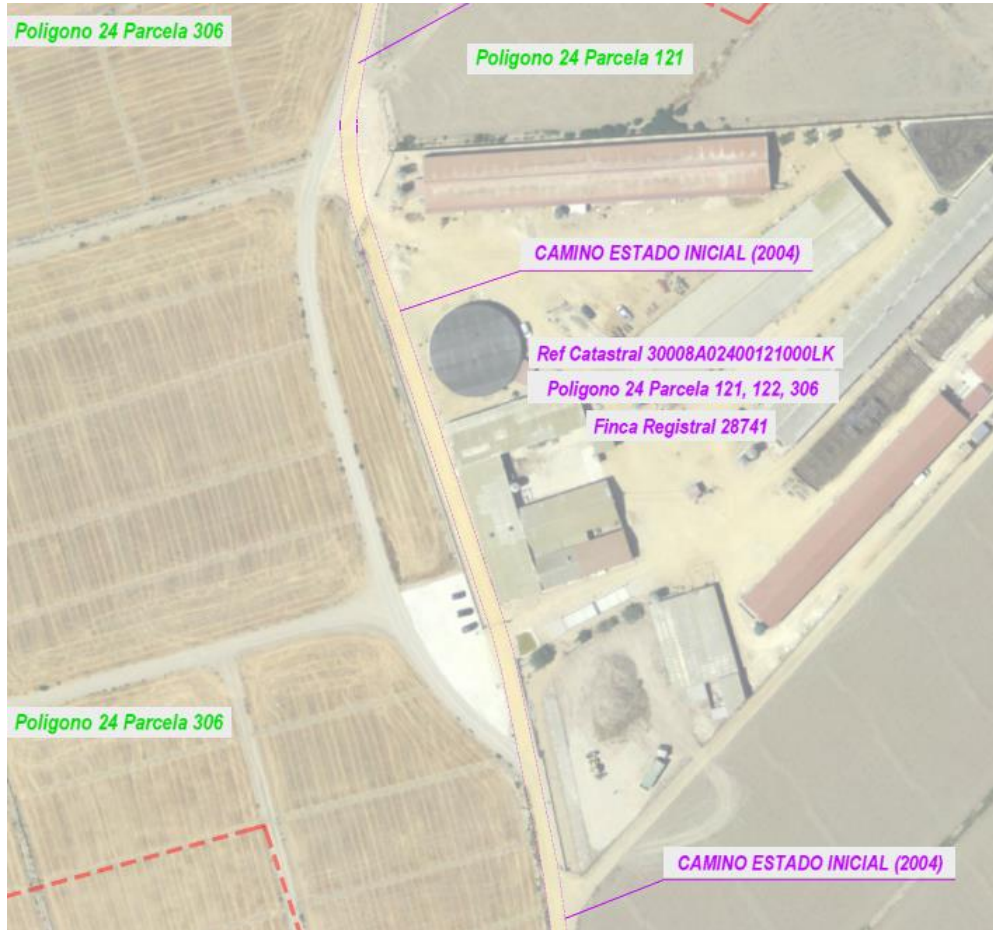 Poligono 24 Parcela 306
Poligono 24 Parcela 121
CAMINO ESTADO INICIAL (2004)
Ref Catastral 30008A02400121000LK
Poligono 24 Parcela 121, 122, 306
Finca Registral 28741
Poligono 24 Parcela 306
CAMINO ESTADO INICIAL (2004)